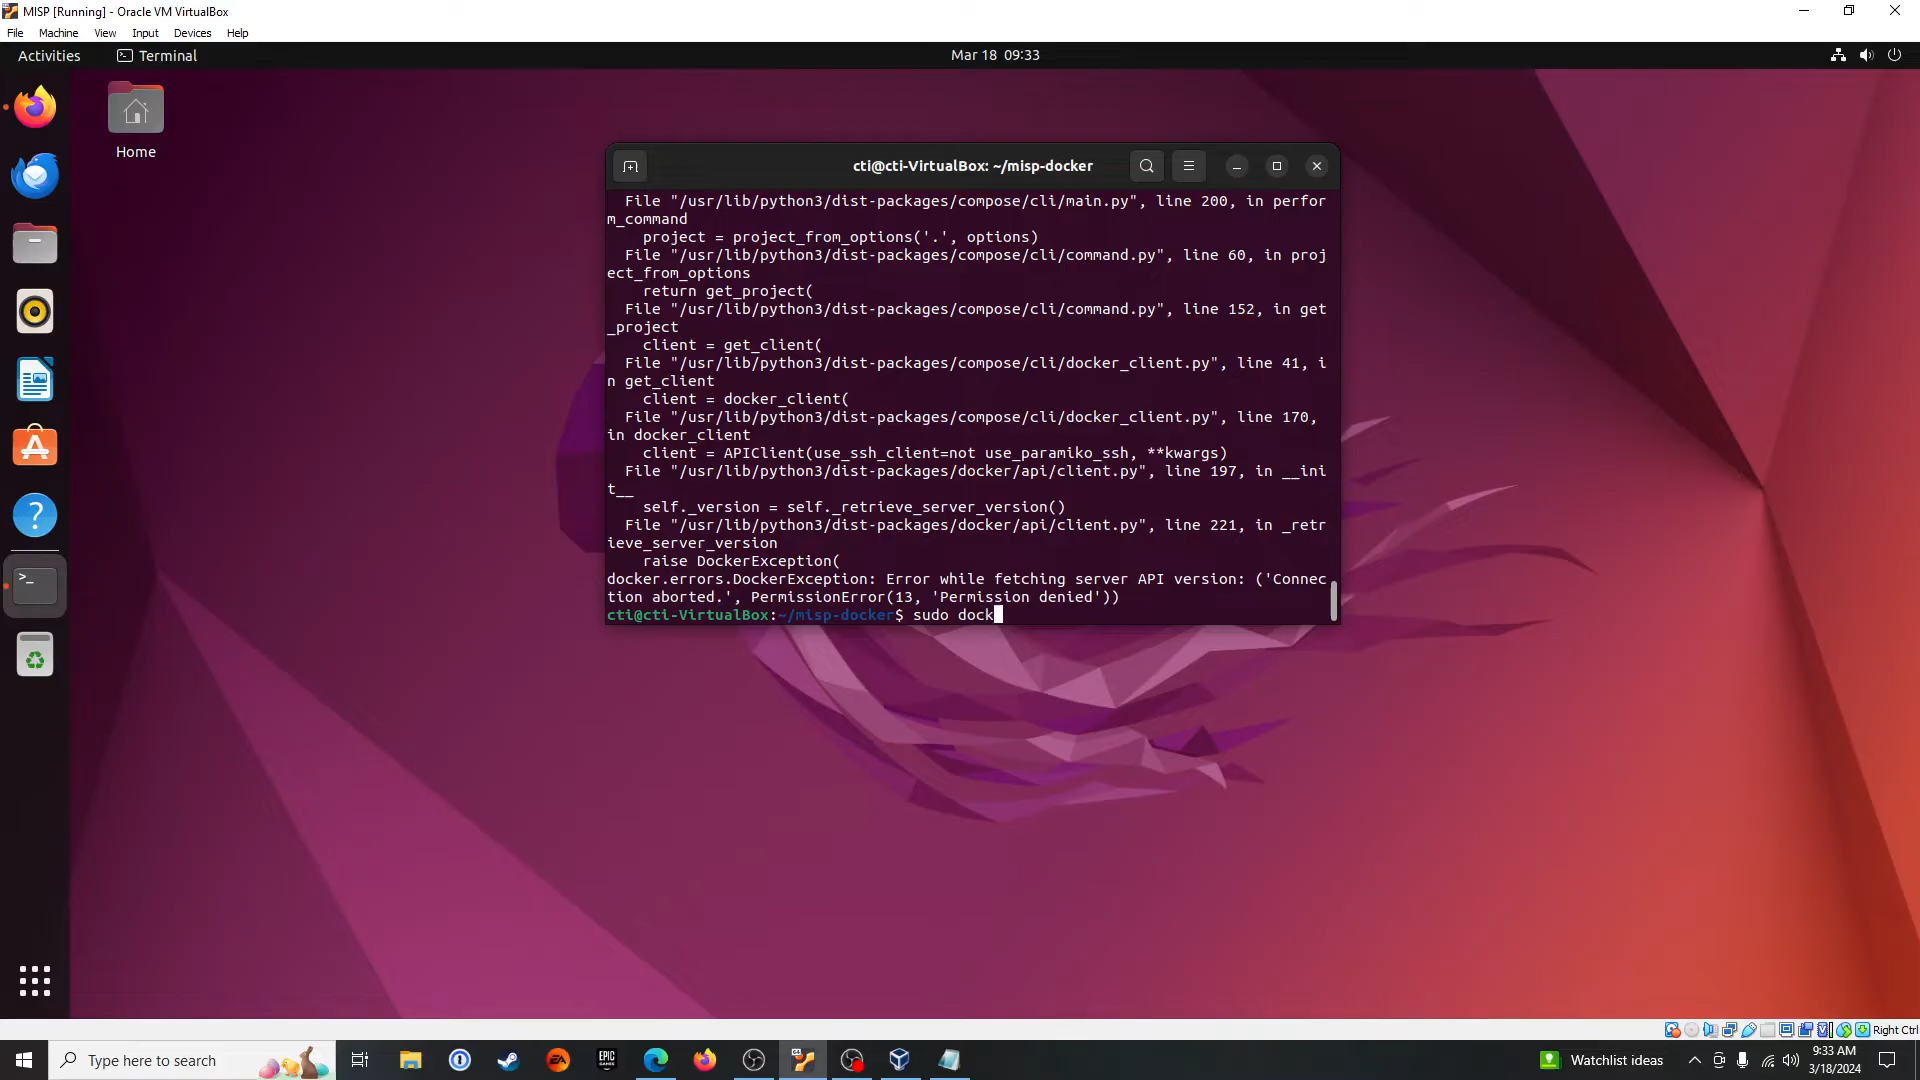 MISP [Running] - Oracle VM VirtualBox
File Machine View Input Devices Help
Activities Terminal Mar 18 09:33
Home
cti@cti-VirtualBox: ~/misp-docker
  File "/usr/lib/python3/dist-packages/compose/cli/main.py", line 200, in perfor
m_command
    project = project_from_options('.', options)
  File "/usr/lib/python3/dist-packages/compose/cli/command.py", line 60, in proj
ect_from_options
    return get_project(
  File "/usr/lib/python3/dist-packages/compose/cli/command.py", line 152, in get
_project
    client = get_client(
  File "/usr/lib/python3/dist-packages/compose/cli/docker_client.py", line 41, i
n get_client
    client = docker_client(
  File "/usr/lib/python3/dist-packages/compose/cli/docker_client.py", line 170,
in docker_client
    client = APIClient(use_ssh_client=not use_paramiko_ssh, **kwargs)
  File "/usr/lib/python3/dist-packages/docker/api/client.py", line 197, in __ini
t__
    self._version = self._retrieve_server_version()
  File "/usr/lib/python3/dist-packages/docker/api/client.py", line 221, in _retr
ieve_server_version
    raise DockerException(
docker.errors.DockerException: Error while fetching server API version: ('Connec
tion aborted.', PermissionError(13, 'Permission denied'))
cti@cti-VirtualBox:~/misp-docker$ sudo dock
Right Ctrl
Type here to search
EA
EPIC GAMES
Watchlist ideas
9:33 AM
3/18/2024